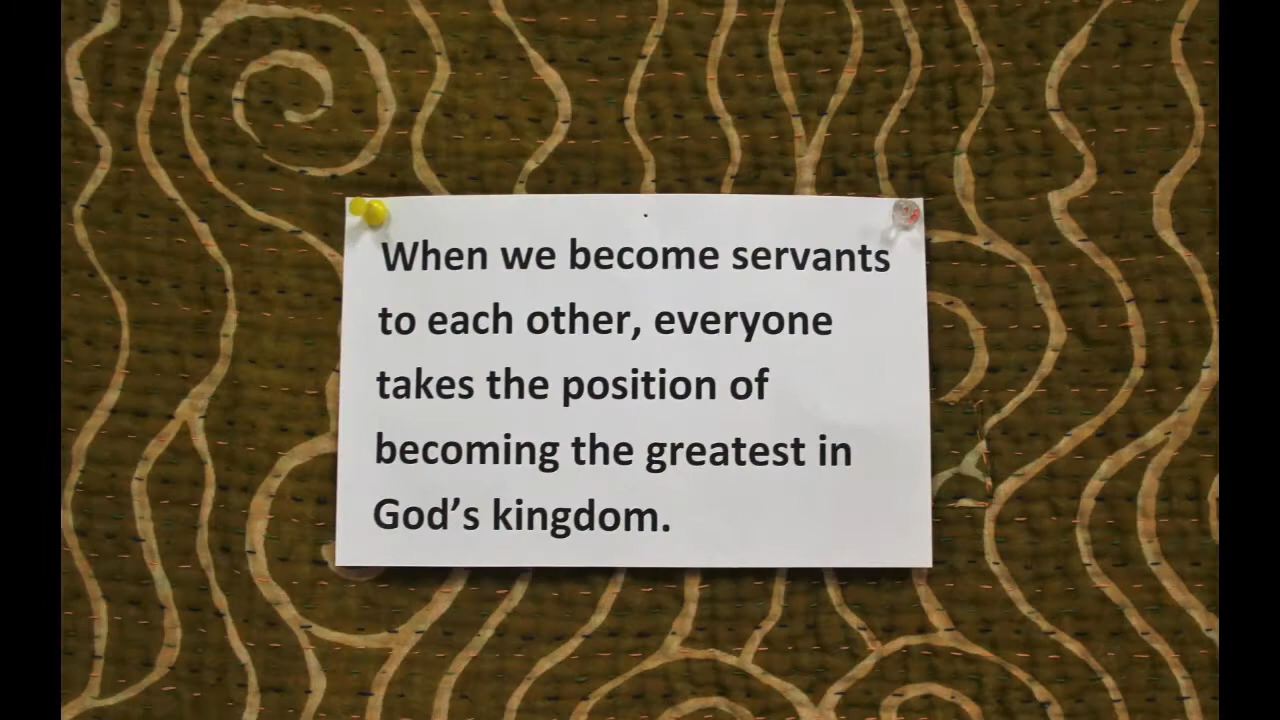 When we become servants
to each other, everyone
takes the position of
becoming the greatest in
God’s kingdom.